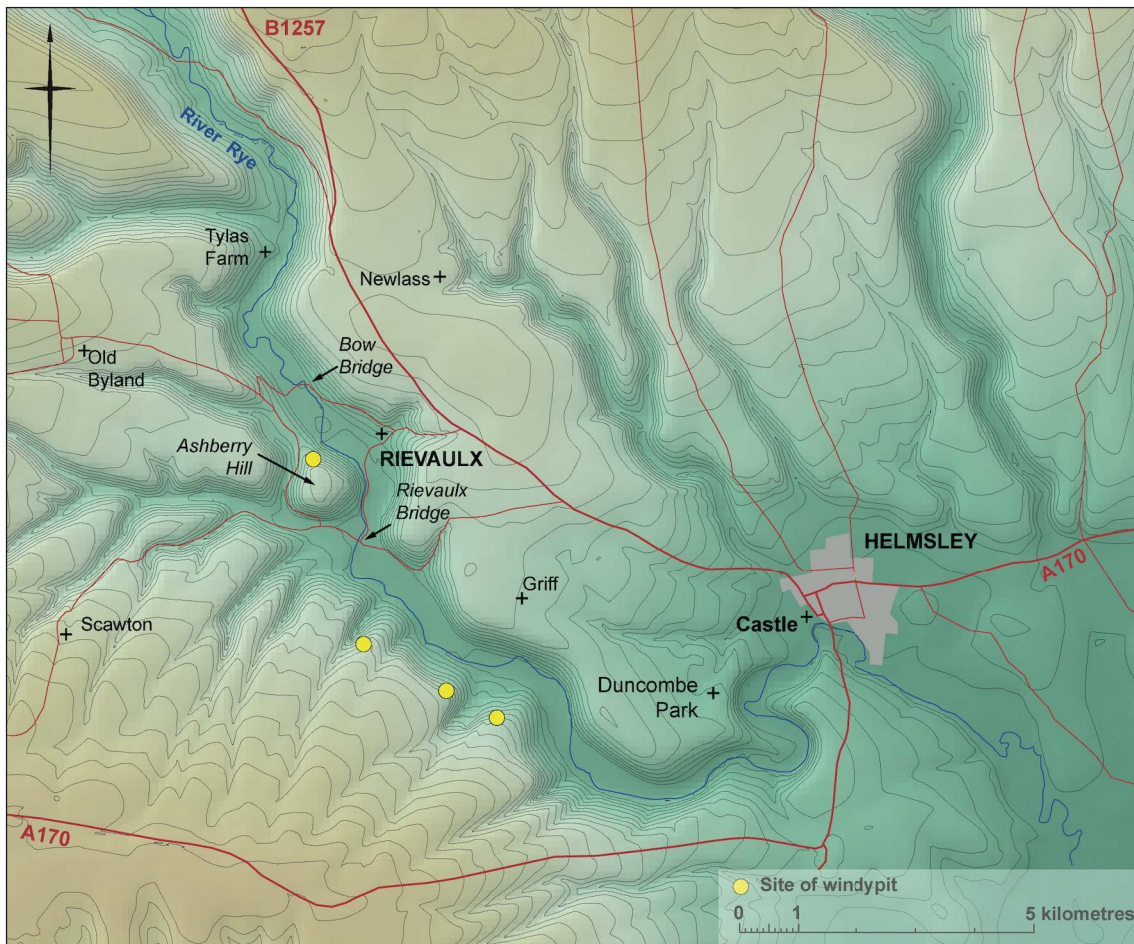 B1257
River Rye
Tylas
Farm
Newlass
Old
Byland
Bow
Bridge
Ashberry
Hill
RIEVAULX
Rievaulx
Bridge
HELMSLEY
A170
Griff
Scawton
Castle
Duncombe
Park
A170
Site of windypit
0 1 5 kilometres